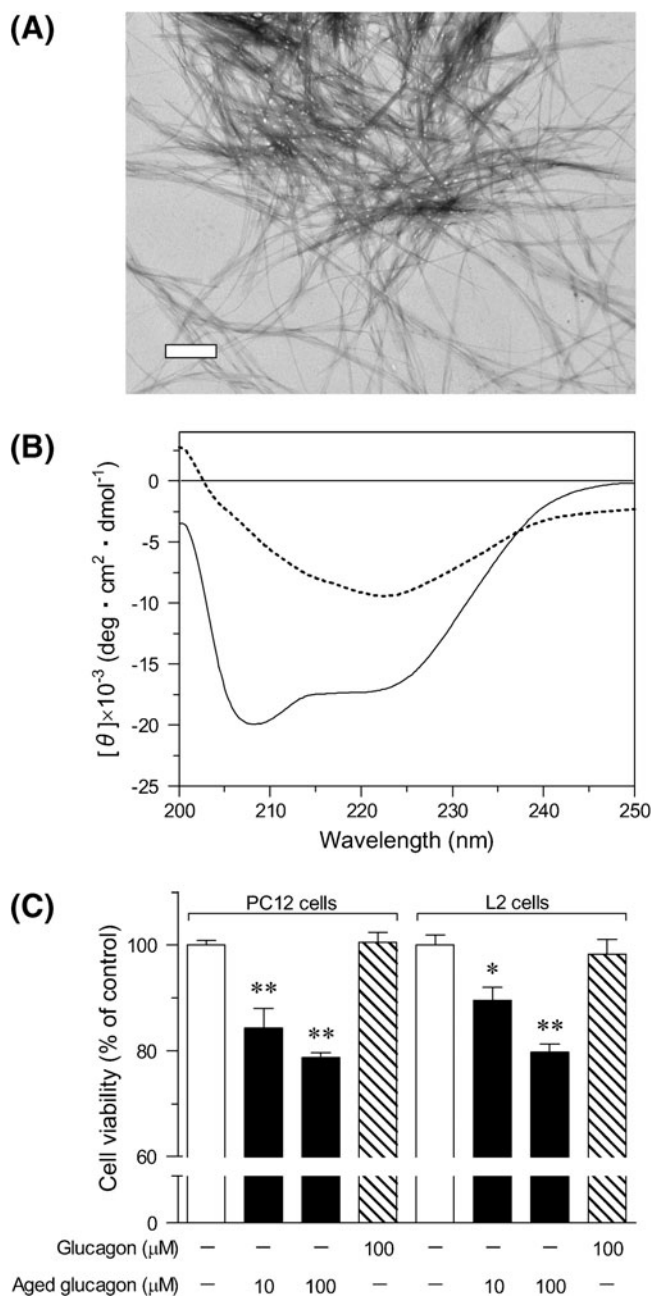 (A)
(B)
0
-5
-10
-15
-20
-25
[θ]×10⁻³ (deg・cm²・dmol⁻¹)
200 210 220 230 240 250
Wavelength (nm)
(C)
PC12 cells L2 cells
100
80
60
0
Cell viability (% of control)
** ** * **
Glucagon (μM) – – – 100 – – – 100
Aged glucagon (μM) – 10 100 – – 10 100 –